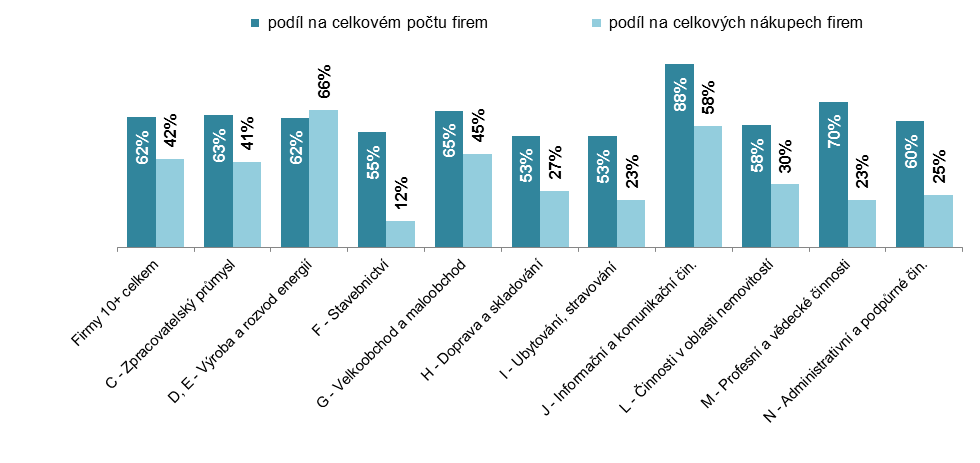 podíl na celkovém počtu firem
podíl na celkových nákupech firem
62%
42%
63%
41%
62%
66%
55%
12%
65%
45%
53%
27%
53%
23%
88%
58%
58%
30%
70%
23%
60%
25%
Firmy 10+ celkem
C - Zpracovatelský průmysl
D, E - Výroba a rozvod energií
F - Stavebnictví
G - Velkoobchod a maloobchod
H - Doprava a skladování
I - Ubytování, stravování
J - Informační a komunikační čin.
L - Činnosti v oblasti nemovitostí
M - Profesní a vědecké činnosti
N - Administrativní a podpůrné čin.